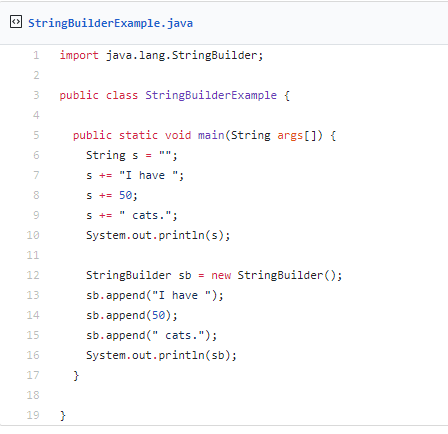 StringBuilderExample.java
1 import java.lang.StringBuilder;
2
3 public class StringBuilderExample {
4
5   public static void main(String args[]) {
6     String s = "";
7     s += "I have ";
8     s += 50;
9     s += " cats.";
10     System.out.println(s);
11
12     StringBuilder sb = new StringBuilder();
13     sb.append("I have ");
14     sb.append(50);
15     sb.append(" cats.");
16     System.out.println(sb);
17   }
18
19 }